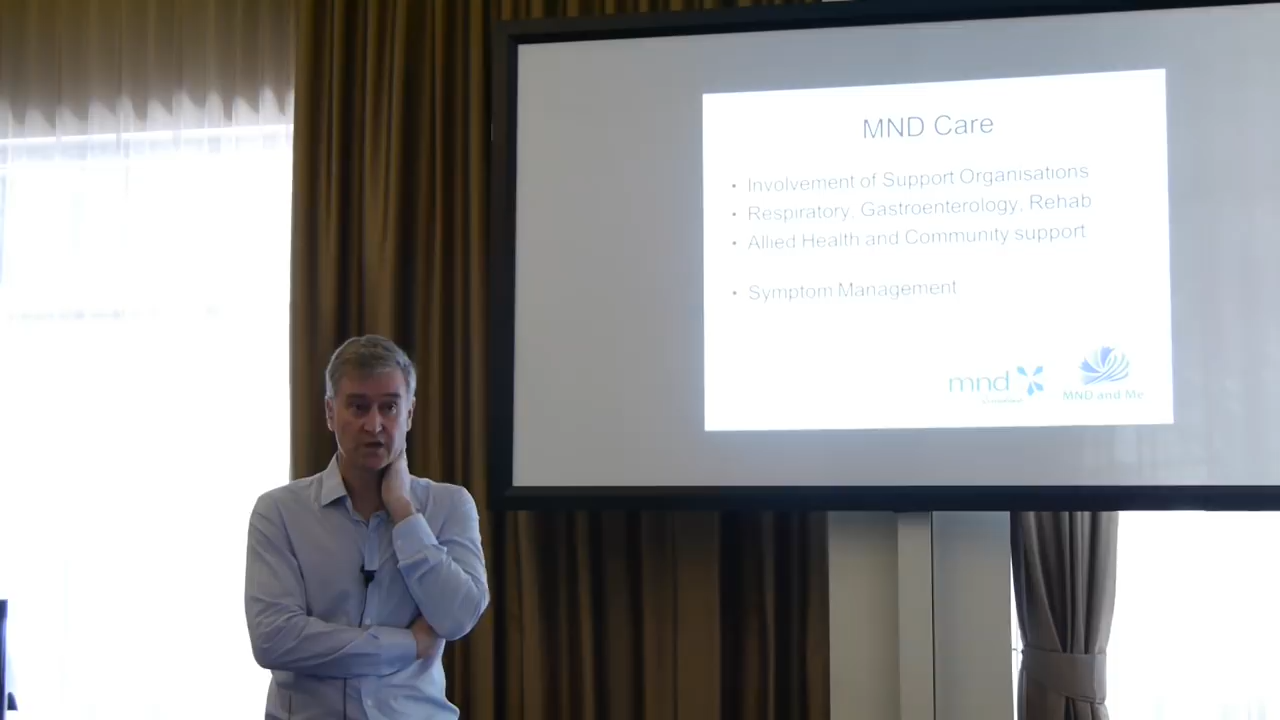 MND Care
• Involvement of Support Organisations
• Respiratory, Gastroenterology, Rehab
• Allied Health and Community support
• Symptom Management
mnd
MND and Me